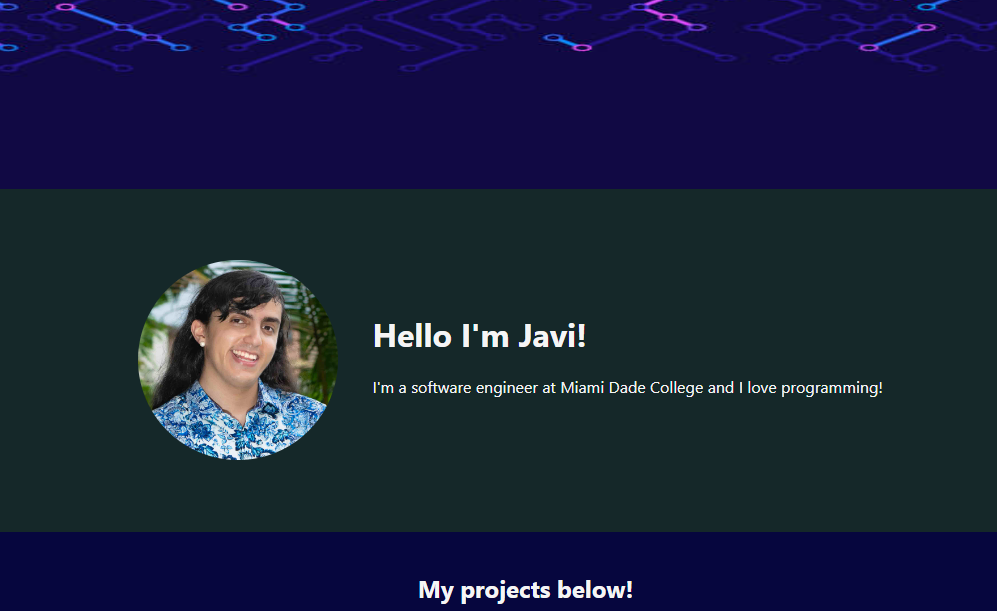 Hello I'm Javi!
I'm a software engineer at Miami Dade College and I love programming!
My projects below!